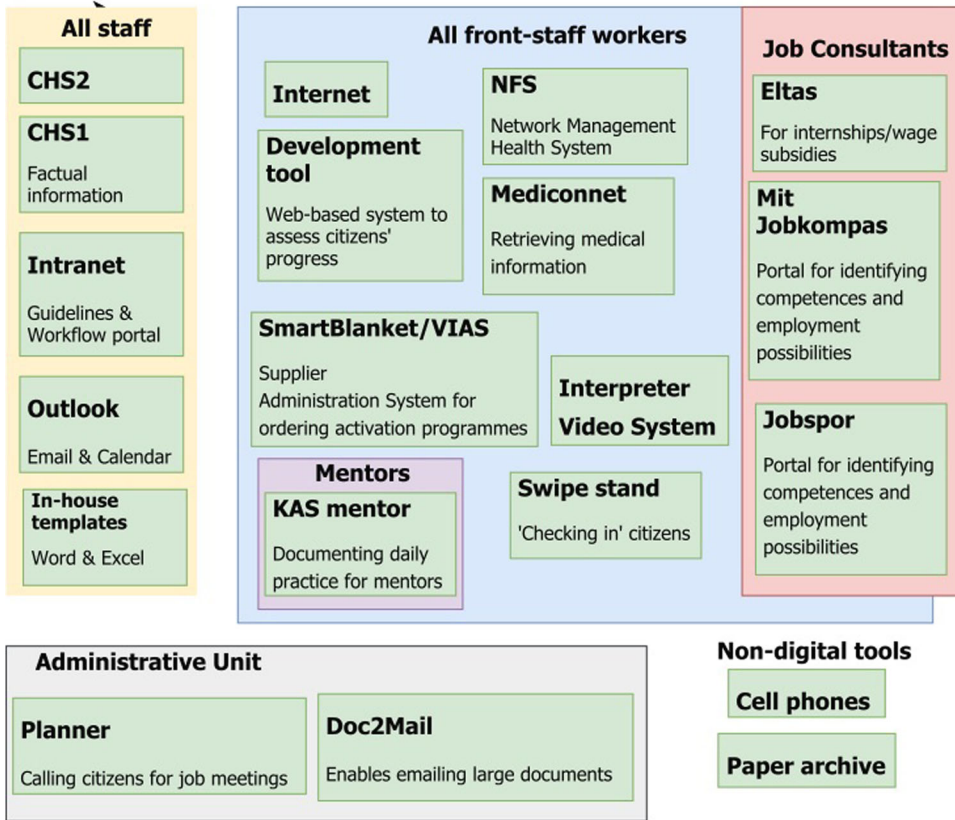 All staff
CHS2
CHS1
Factual
information
Intranet
Guidelines &
Workflow portal
Outlook
Email & Calendar
In-house
templates
Word & Excel
All front-staff workers
Internet
Development
tool
Web-based system to
assess citizens'
progress
NFS
Network Management
Health System
Mediconnet
Retrieving medical
information
SmartBlanket/VIAS
Supplier
Administration System for
ordering activation programmes
Interpreter
Video System
Mentors
KAS mentor
Documenting daily
practice for mentors
Swipe stand
'Checking in' citizens
Job Consultants
Eltas
For internships/wage
subsidies
Mit
Jobkompas
Portal for identifying
competences and
employment
possibilities
Jobspor
Portal for identifying
competences and
employment
possibilities
Administrative Unit
Planner
Calling citizens for job meetings
Doc2Mail
Enables emailing large documents
Non-digital tools
Cell phones
Paper archive